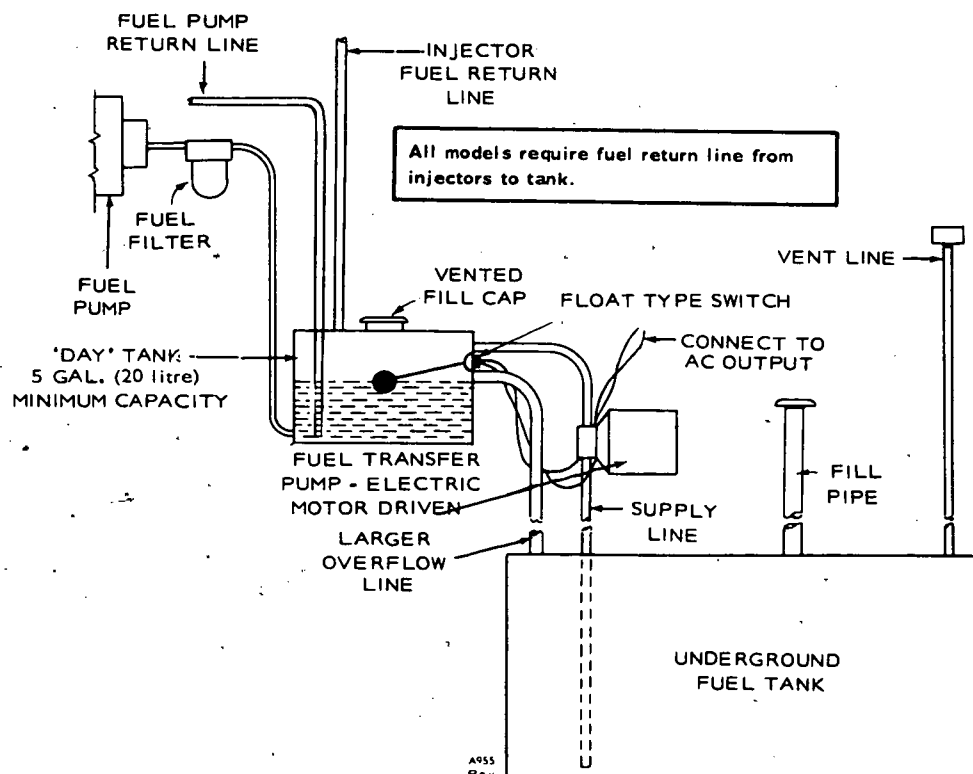 FUEL PUMP
RETURN LINE
INJECTOR
FUEL RETURN
LINE
All models require fuel return line from
injectors to tank.
FUEL
FILTER
FUEL
PUMP
VENT LINE
VENTED
FILL CAP
FLOAT TYPE SWITCH
CONNECT TO
AC OUTPUT
'DAY' TANK
5 GAL. (20 litre)
MINIMUM CAPACITY
FUEL TRANSFER
PUMP - ELECTRIC
MOTOR DRIVEN
FILL
PIPE
SUPPLY
LINE
LARGER
OVERFLOW
LINE
UNDERGROUND
FUEL TANK
A955